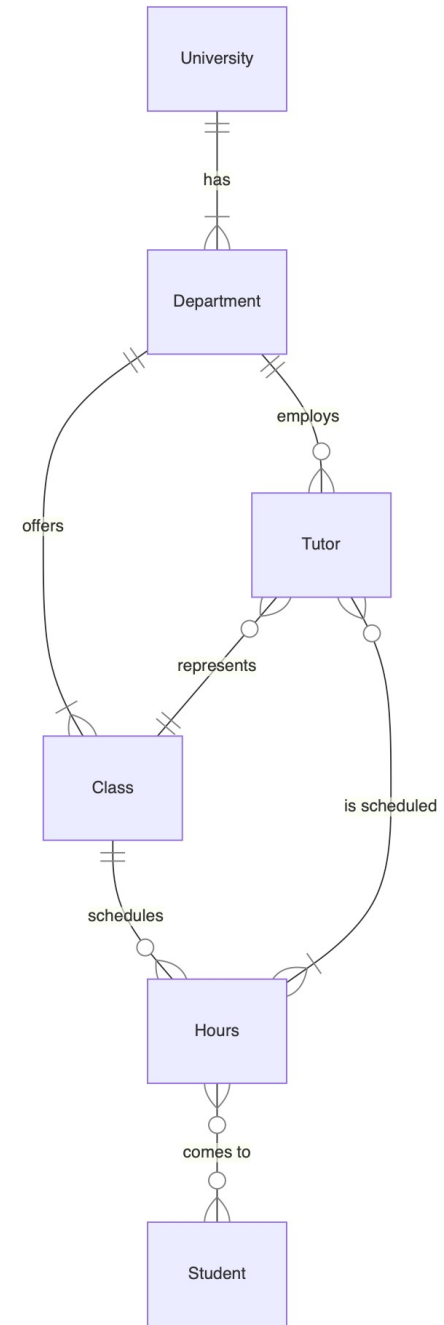 University
has
Department
employs
offers
Tutor
represents
Class
is scheduled
schedules
Hours
comes to
Student